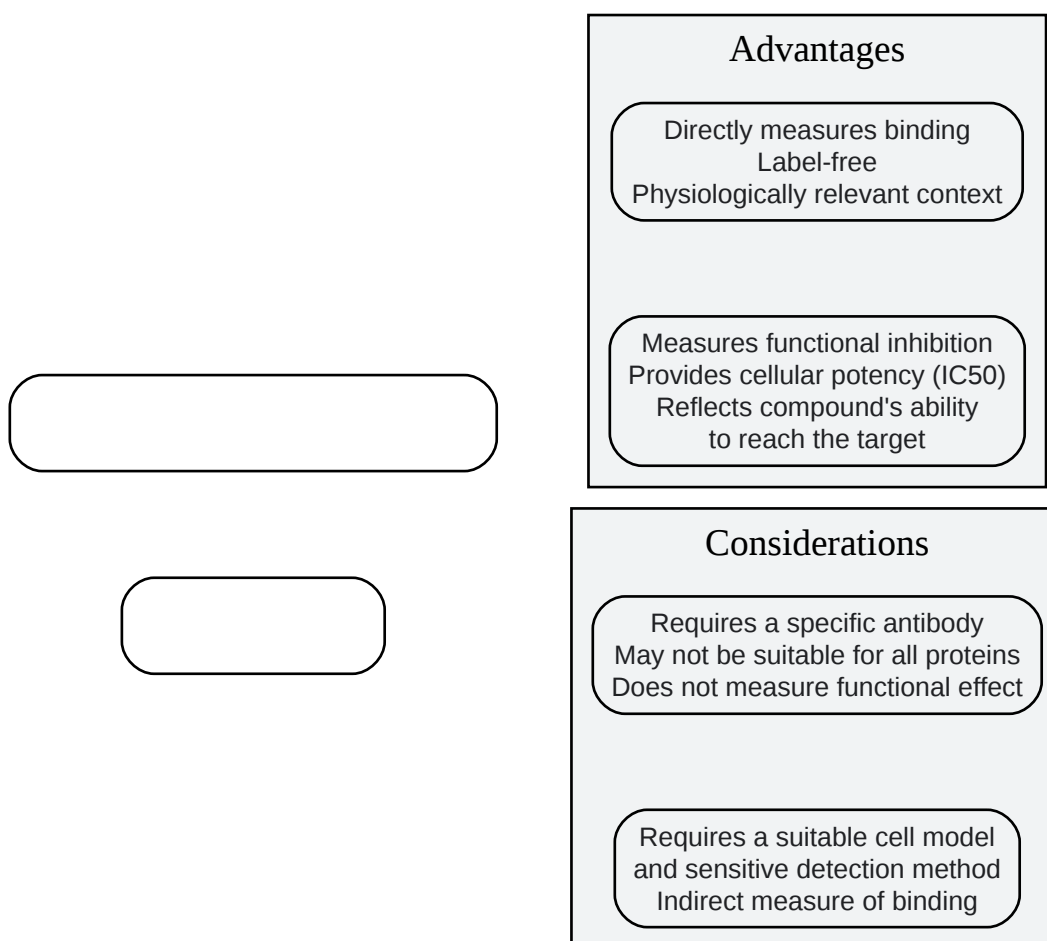 Advantages
Directly measures binding
Label-free
Physiologically relevant context
Measures functional inhibition
Provides cellular potency (IC50)
Reflects compound's ability
to reach the target
Considerations
Requires a specific antibody
May not be suitable for all proteins
Does not measure functional effect
Requires a suitable cell model
and sensitive detection method
Indirect measure of binding